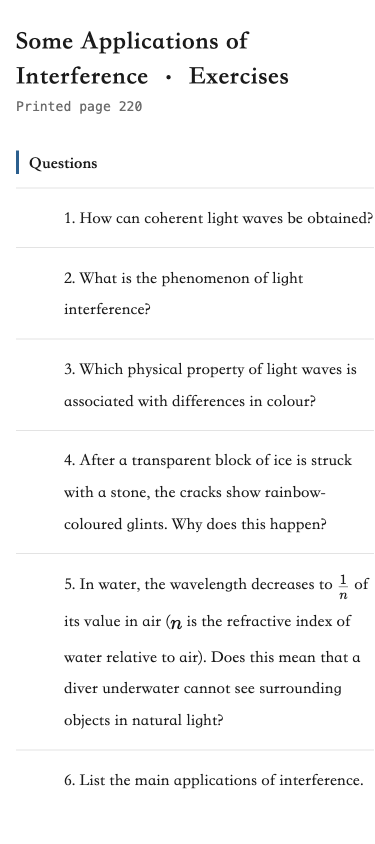 Some Applications of
Interference · Exercises
Printed page 220
Questions
1. How can coherent light waves be obtained?
2. What is the phenomenon of light
interference?
3. Which physical property of light waves is
associated with differences in colour?
4. After a transparent block of ice is struck
with a stone, the cracks show rainbow-
coloured glints. Why does this happen?
5. In water, the wavelength decreases to 1/n of
its value in air (n is the refractive index of
water relative to air). Does this mean that a
diver underwater cannot see surrounding
objects in natural light?
6. List the main applications of interference.